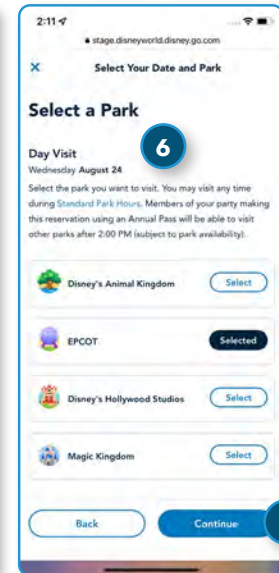 2:11
stage.disneyworld.disney.go.com
Select Your Date and Park
Select a Park
Day Visit
6
Wednesday August 24
Select the park you want to visit. You may visit any time
during Standard Park Hours. Members of your party making
this reservation using an Annual Pass will be able to visit
other parks after 2:00 PM (subject to park availability).
Disney's Animal Kingdom Select
EPCOT Selected
Disney's Hollywood Studios Select
Magic Kingdom Select
Back Continue